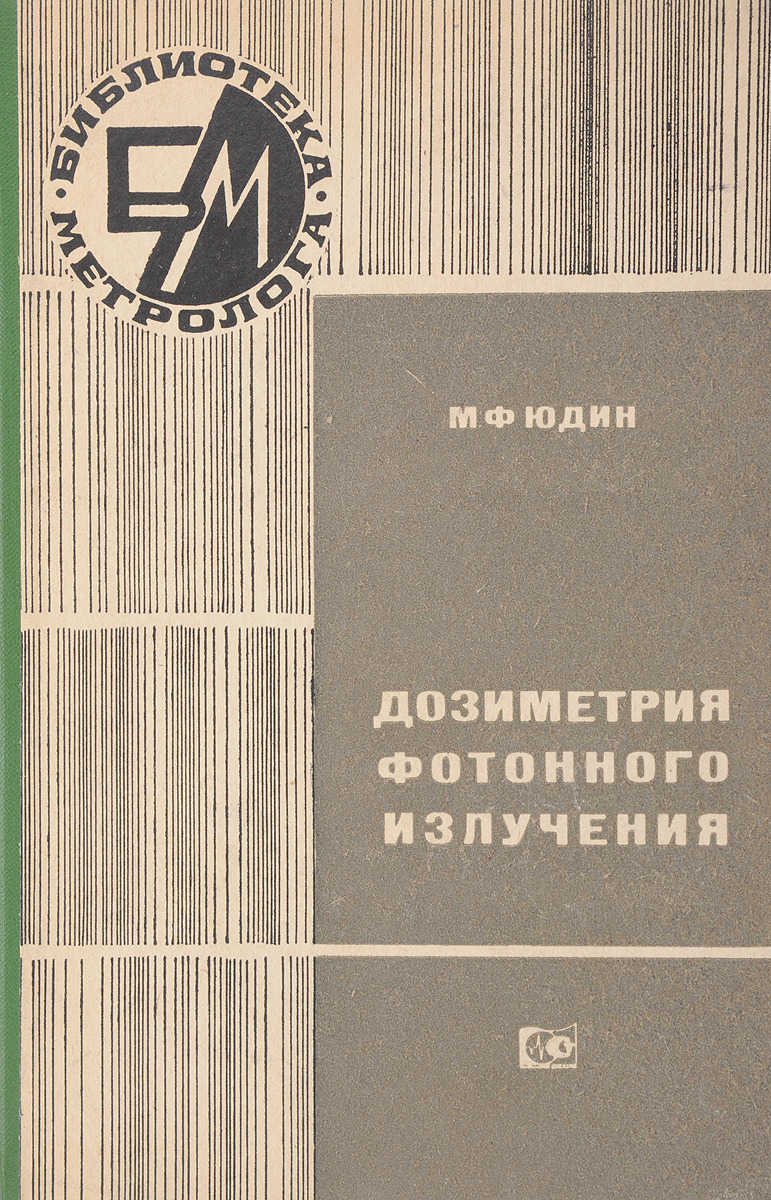 БИБЛИОТЕКА
МЕТРОЛОГА
БМ
М Ф ЮДИН
ДОЗИМЕТРИЯ
ФОТОННОГО
ИЗЛУЧЕНИЯ